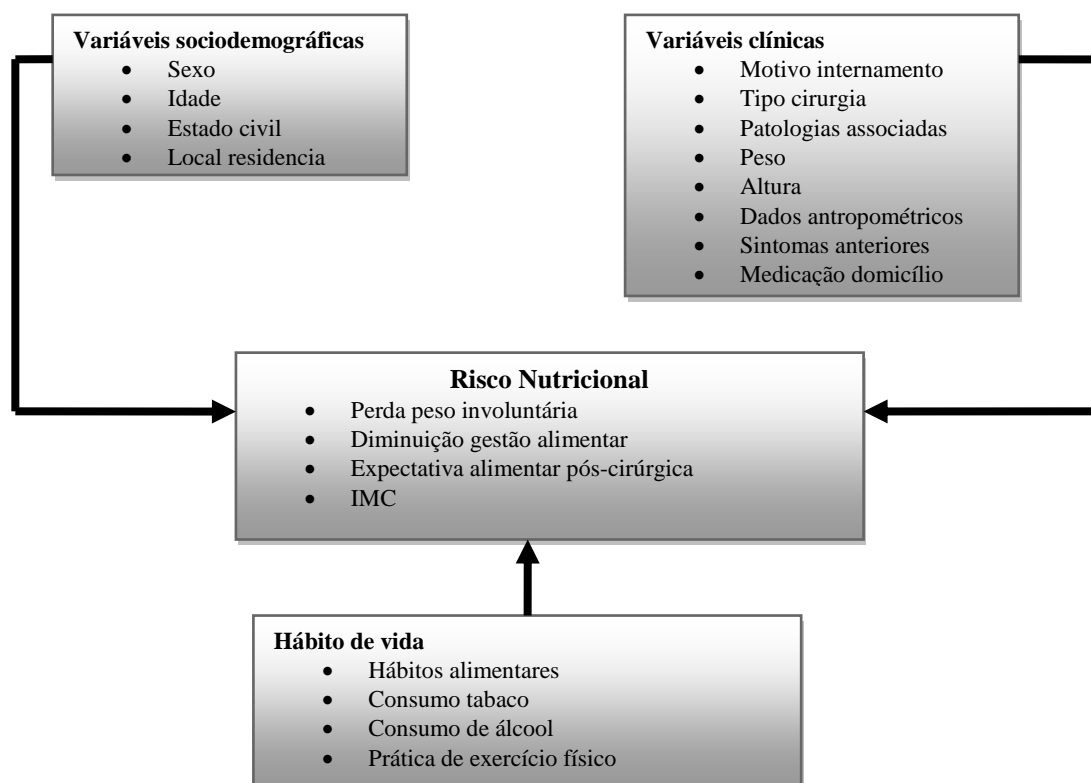 Variáveis sociodemográficas
• Sexo
• Idade
• Estado civil
• Local residencia
Variáveis clínicas
• Motivo internamento
• Tipo cirurgia
• Patologias associadas
• Peso
• Altura
• Dados antropométricos
• Sintomas anteriores
• Medicação domicílio
Risco Nutricional
• Perda peso involuntária
• Diminuição gestão alimentar
• Expectativa alimentar pós-cirúrgica
• IMC
Hábito de vida
• Hábitos alimentares
• Consumo tabaco
• Consumo de álcool
• Prática de exercício físico